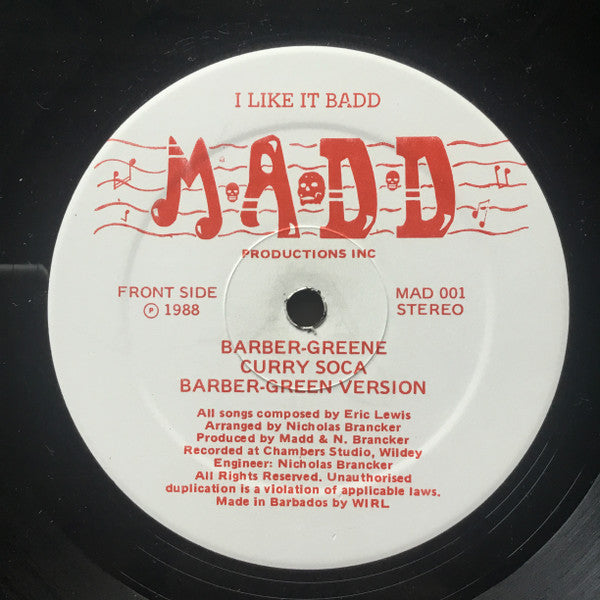 I LIKE IT BADD
M.A.D.D
PRODUCTIONS INC
FRONT SIDE
Ⓟ 1988
MAD 001
STEREO
BARBER-GREENE
CURRY SOCA
BARBER-GREEN VERSION
All songs composed by Eric Lewis
Arranged by Nicholas Brancker
Produced by Madd & N. Brancker
Recorded at Chambers Studio, Wildey
Engineer: Nicholas Brancker
All Rights Reserved. Unauthorised
duplication is a violation of applicable laws.
Made in Barbados by WIRL